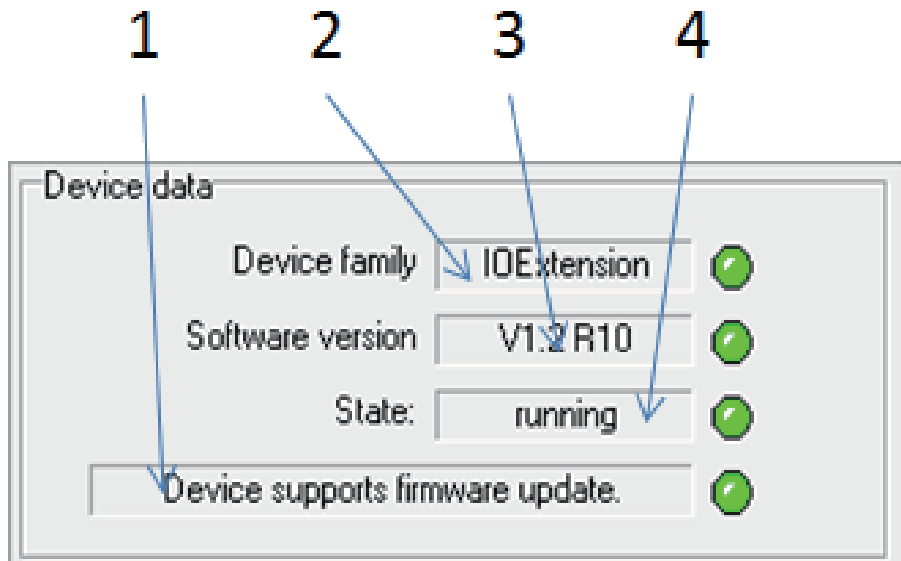 1 2 3 4
Device data
Device family IOExtension
Software version V1.2 R10
State: running
Device supports firmware update.